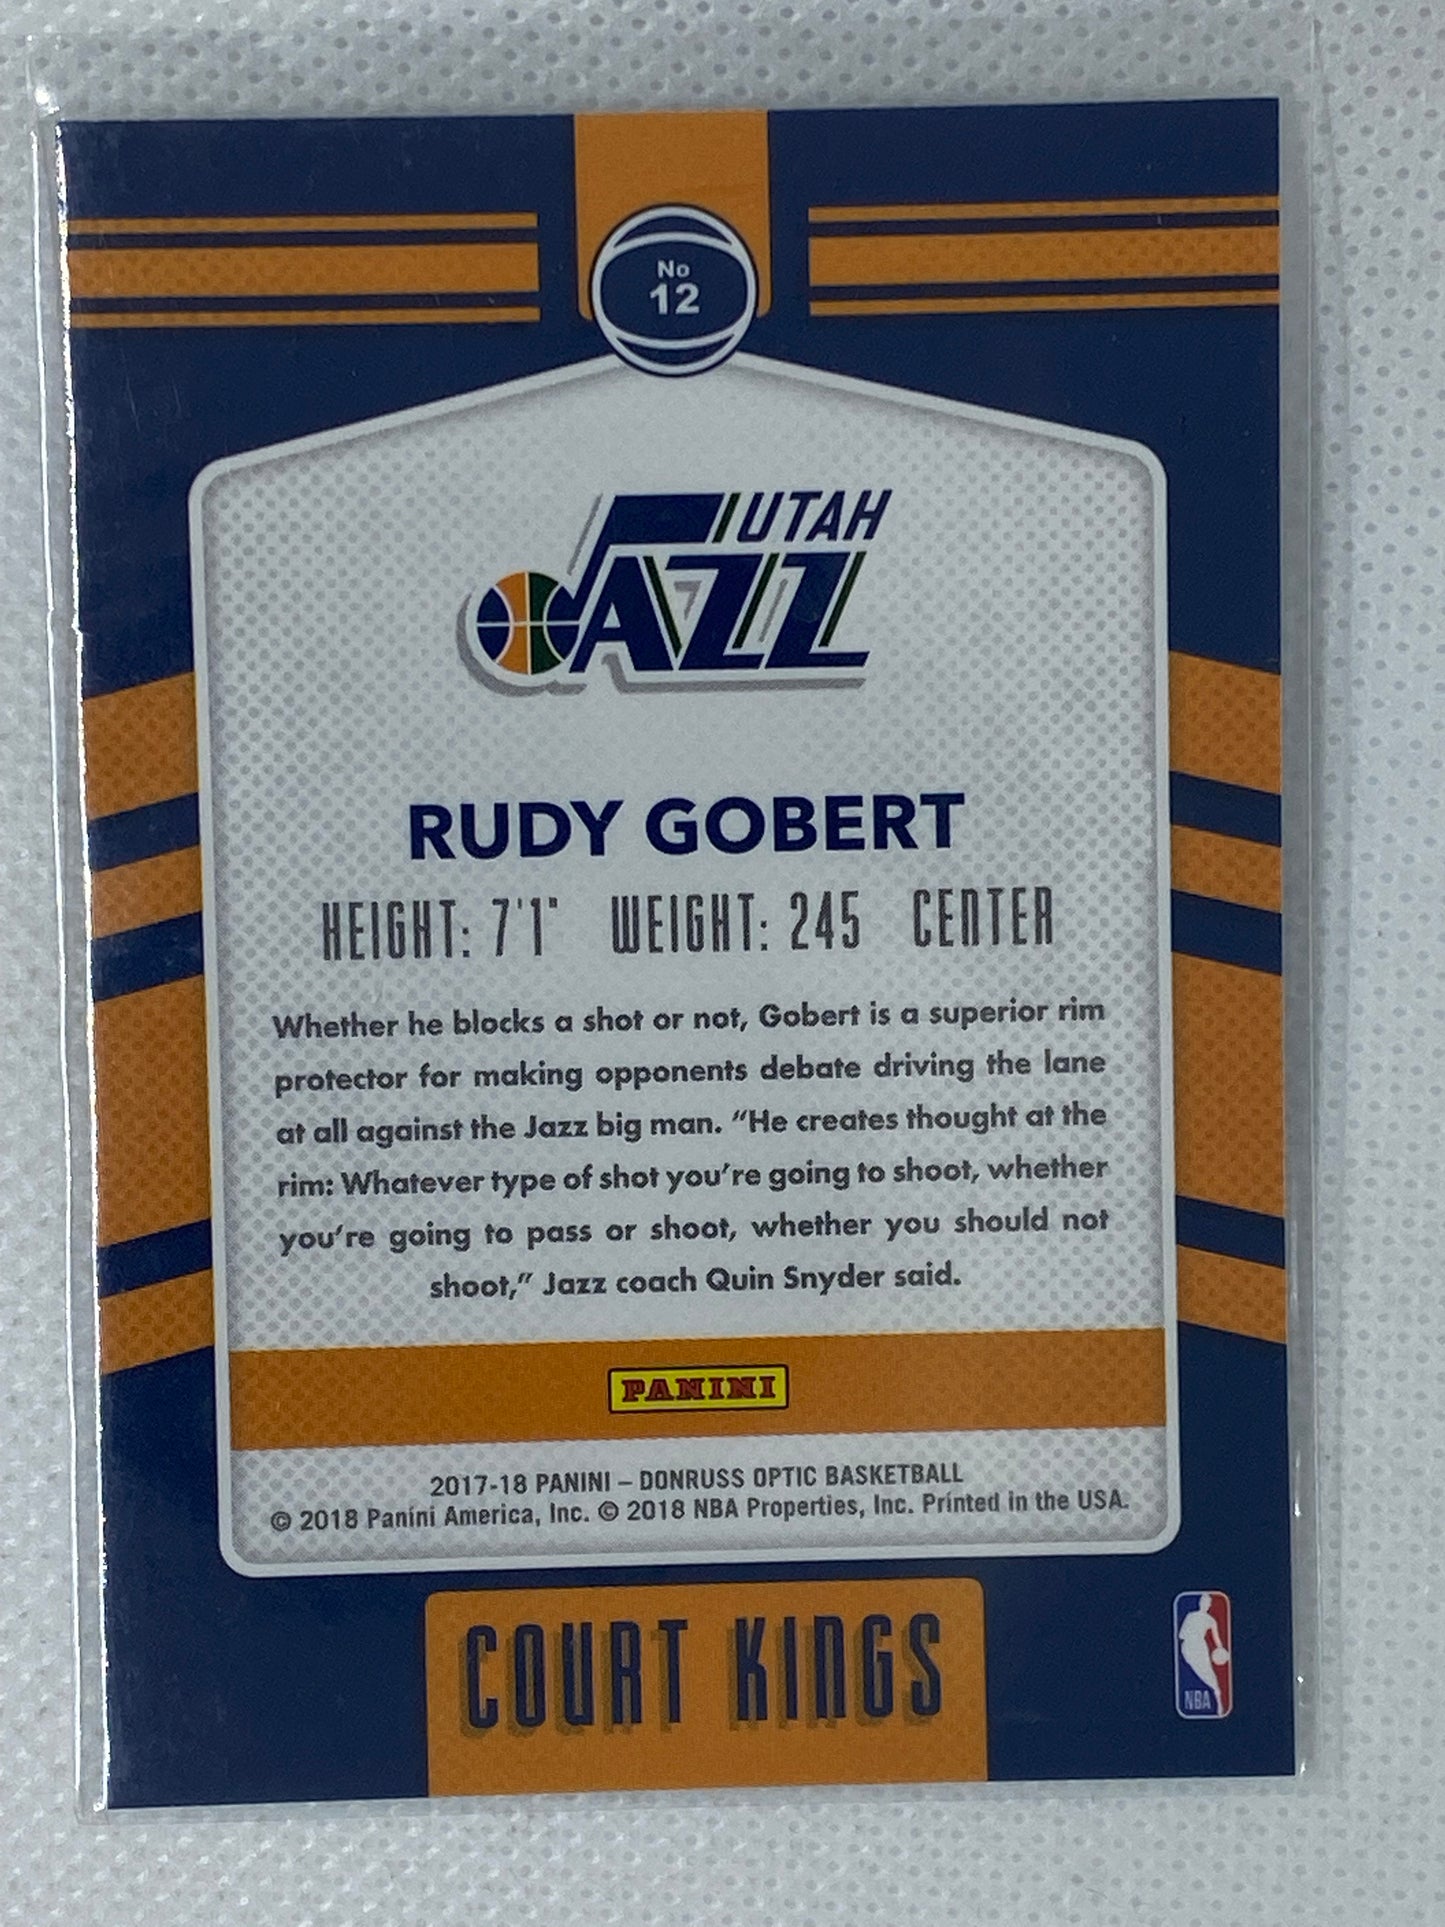 No
12
UTAH
JAZZ
RUDY GOBERT
HEIGHT: 7'1" WEIGHT: 245 CENTER
Whether he blocks a shot or not, Gobert is a superior rim
protector for making opponents debate driving the lane
at all against the Jazz big man. “He creates thought at the
rim: Whatever type of shot you’re going to shoot, whether
you’re going to pass or shoot, whether you should not
shoot,” Jazz coach Quin Snyder said.
PANINI
2017-18 PANINI – DONRUSS OPTIC BASKETBALL
© 2018 Panini America, Inc. © 2018 NBA Properties, Inc. Printed in the USA.
COURT KINGS
NBA